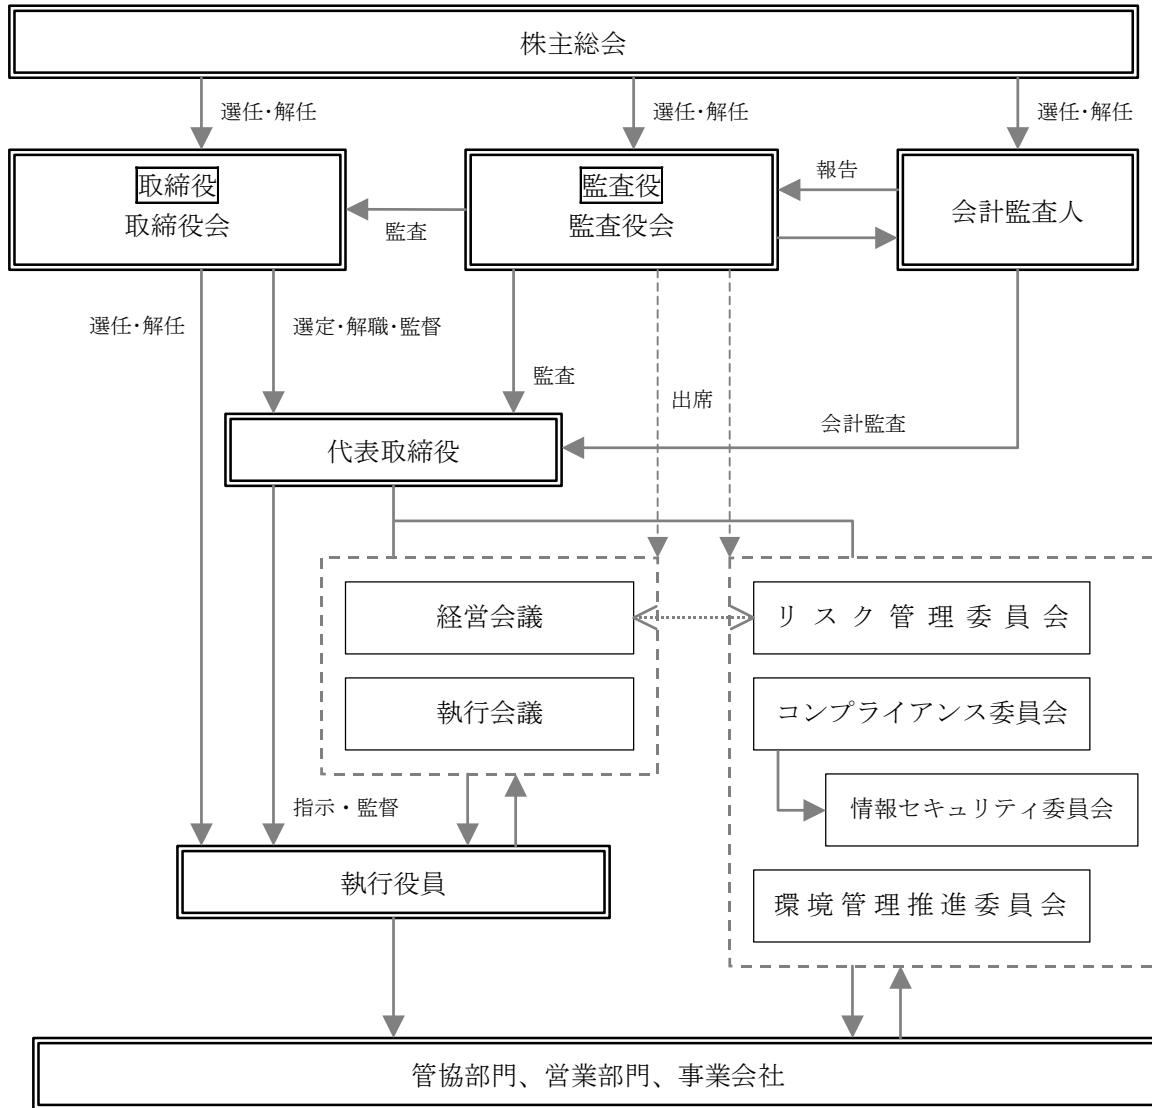 株主総会
選任・解任
選任・解任
選任・解任
取締役
取締役会
監査役
監査役会
会計監査人
報告
監査
選任・解任
選定・解職・監督
監査
出席
会計監査
代表取締役
経営会議
リスク管理委員会
執行会議
コンプライアンス委員会
情報セキュリティ委員会
指示・監督
執行役員
環境管理推進委員会
管協部門、営業部門、事業会社